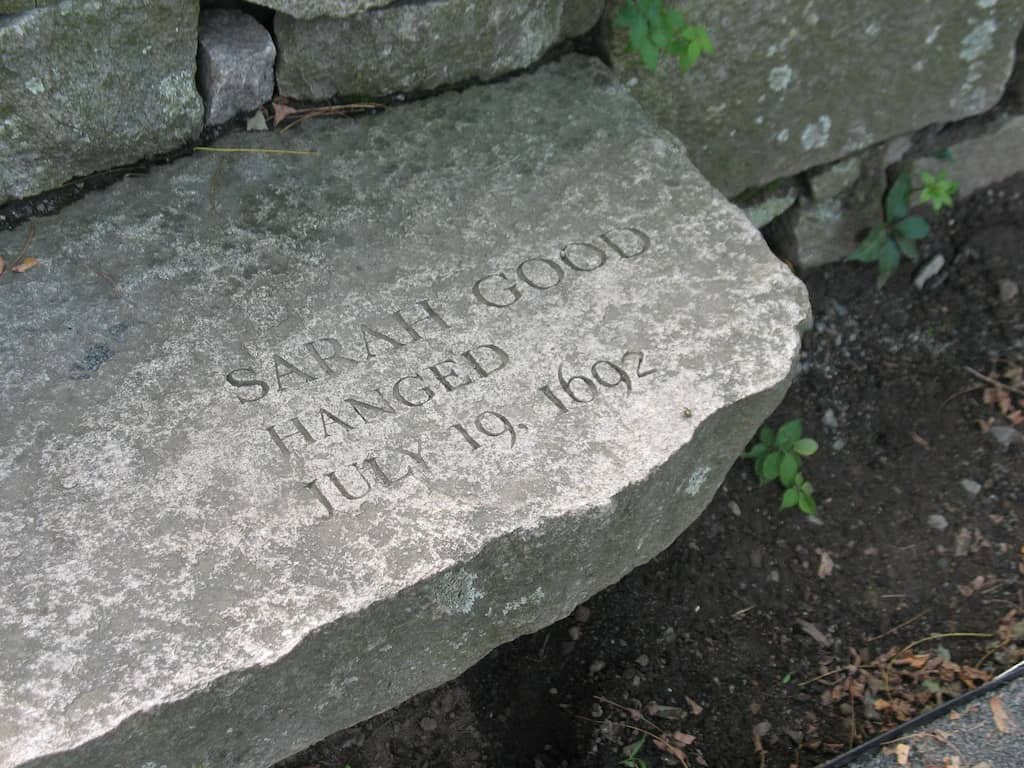 SARAH GOOD
HANGED
JULY 19, 1692